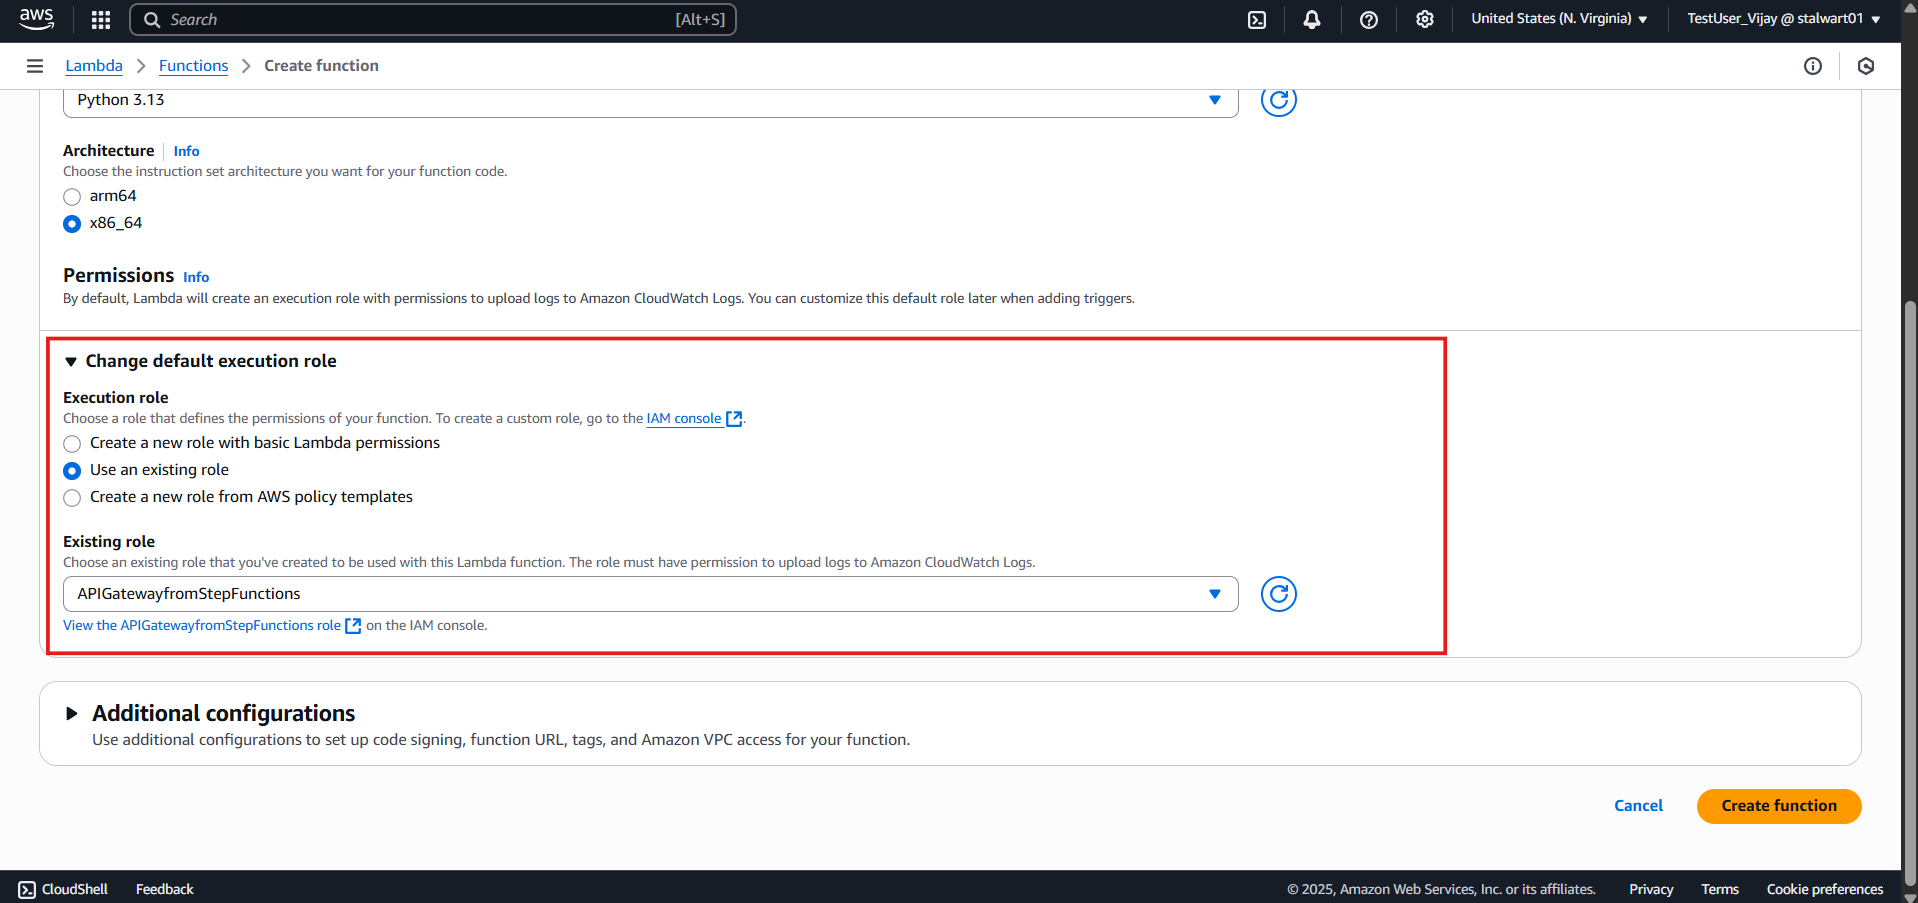 aws
Search [Alt+S]
United States (N. Virginia)
TestUser_Vijay @ stalwart01
Lambda Functions Create function
Python 3.13
Architecture Info
Choose the instruction set architecture you want for your function code.
arm64
x86_64
Permissions Info
By default, Lambda will create an execution role with permissions to upload logs to Amazon CloudWatch Logs. You can customize this default role later when adding triggers.
Change default execution role
Execution role
Choose a role that defines the permissions of your function. To create a custom role, go to the IAM console.
Create a new role with basic Lambda permissions
Use an existing role
Create a new role from AWS policy templates
Existing role
Choose an existing role that you've created to be used with this Lambda function. The role must have permission to upload logs to Amazon CloudWatch Logs.
APIGatewayfromStepFunctions
View the APIGatewayfromStepFunctions role on the IAM console.
Additional configurations
Use additional configurations to set up code signing, function URL, tags, and Amazon VPC access for your function.
Cancel Create function
CloudShell Feedback © 2025, Amazon Web Services, Inc. or its affiliates. Privacy Terms Cookie preferences